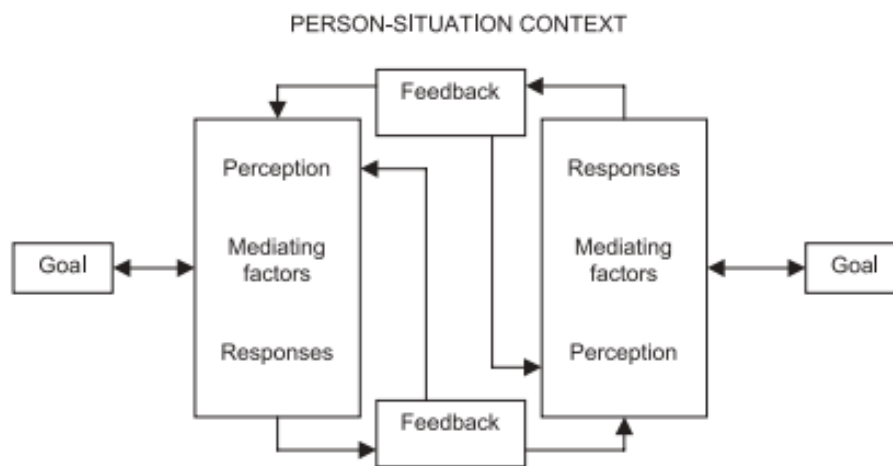 PERSON-SITUATION CONTEXT
Feedback
Perception
Mediating
factors
Responses
Goal
Responses
Mediating
factors
Perception
Goal
Feedback